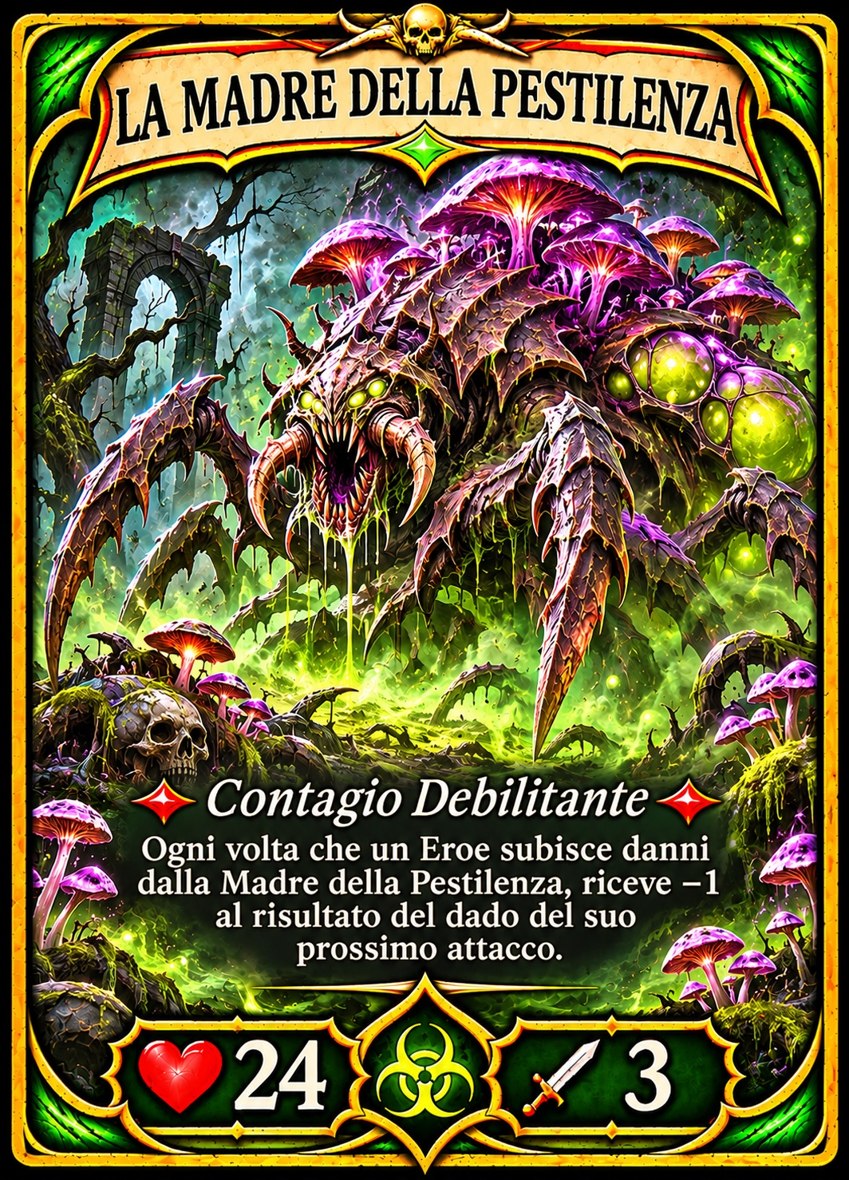 LA MADRE DELLA PESTILENZA
Contagio Debilitante
Ogni volta che un Eroe subisce danni
dalla Madre della Pestilenza, riceve −1
al risultato del dado del suo
prossimo attacco.
24
3